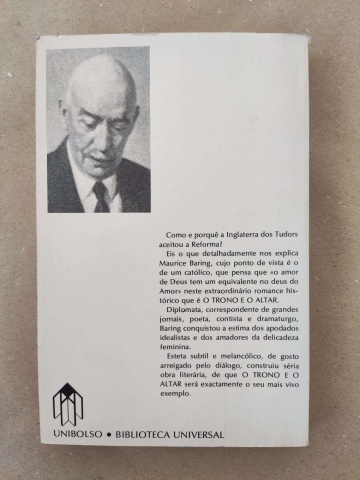 Como e porquê a Inglaterra dos Tudors
aceitou a Reforma?
Eis o que detalhadamente nos explica
Maurice Baring, cujo ponto de vista é o
de um católico, que pensa que «o amor
de Deus tem um equivalente no deus do
Amor» neste extraordinário romance his-
tórico que é O TRONO E O ALTAR.
Diplomata, correspondente de grandes
jornais, poeta, contista e dramaturgo,
Baring conquistou a estima dos apodados
idealistas e dos amadores da delicadeza
feminina.
Esteta subtil e melancólico, de gosto
arreigado pelo diálogo, construiu séria
obra literária, de que O TRONO E O
ALTAR será exactamente o seu mais vivo
exemplo.
UNIBOLSO • BIBLIOTECA UNIVERSAL